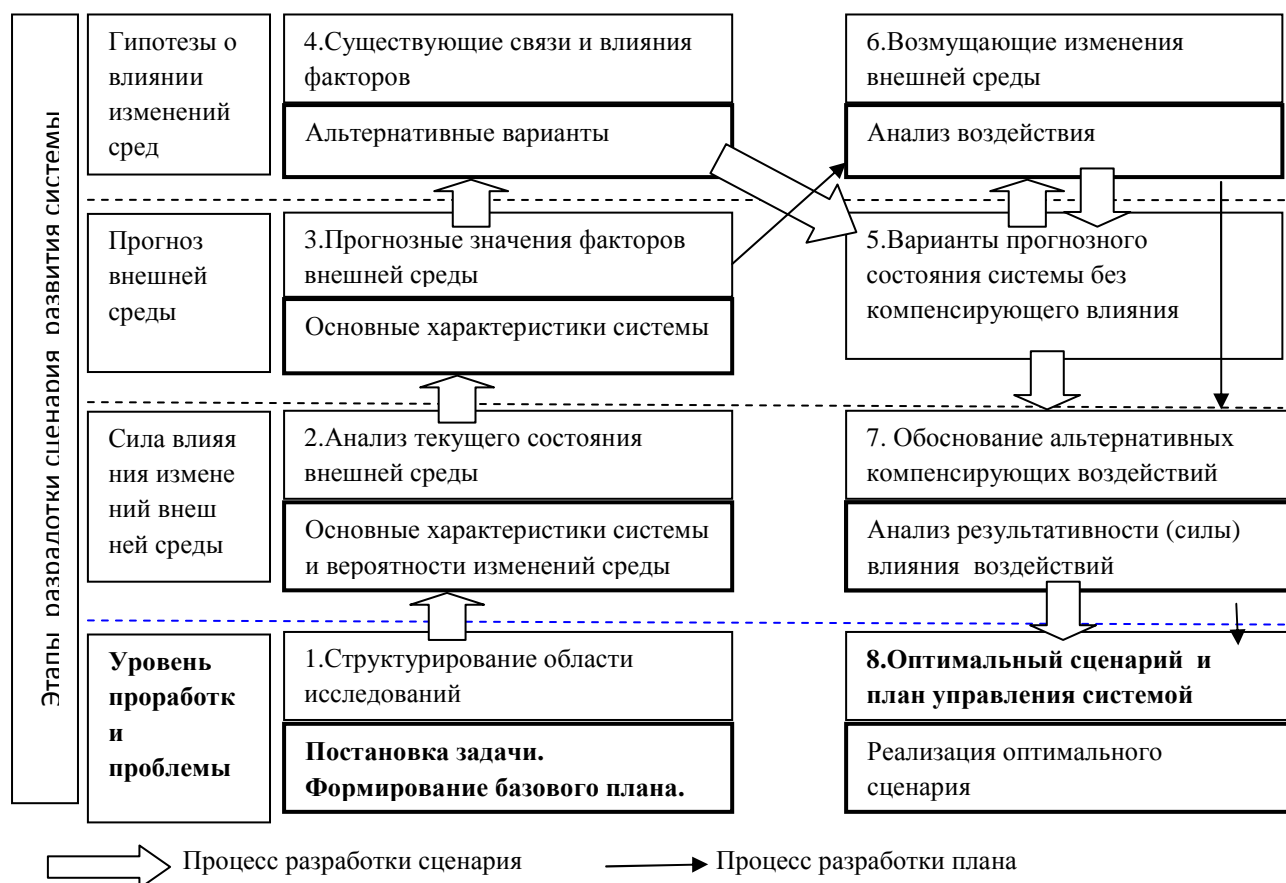 Этапы разралотки сценария развития системы
Гипотезы о
влиянии
изменений
сред
4.Существующие связи и влияния
факторов
Альтернативные варианты
6.Возмущающие изменения
внешней среды
Анализ воздействия
Прогноз
внешней
среды
3.Прогнозные значения факторов
внешней среды
Основные характеристики системы
5.Варианты прогнозного
состояния системы без
компенсирующего влияния
Сила влияя
ния измене
ний внеш
ней среды
2.Анализ текущего состояния
внешней среды
Основные характеристики системы
и вероятности изменений среды
7. Обоснование альтернативных
компенсирующих воздействий
Анализ результативности (силы)
влияния воздействий
Уровень
проработк
и
проблемы
1.Структурирование области
исследований
Постановка задачи.
Формирование базового плана.
8.Оптимальный сценарий и
план управления системой
Реализация оптимального
сценария
Процесс разработки сценария
Процесс разработки плана